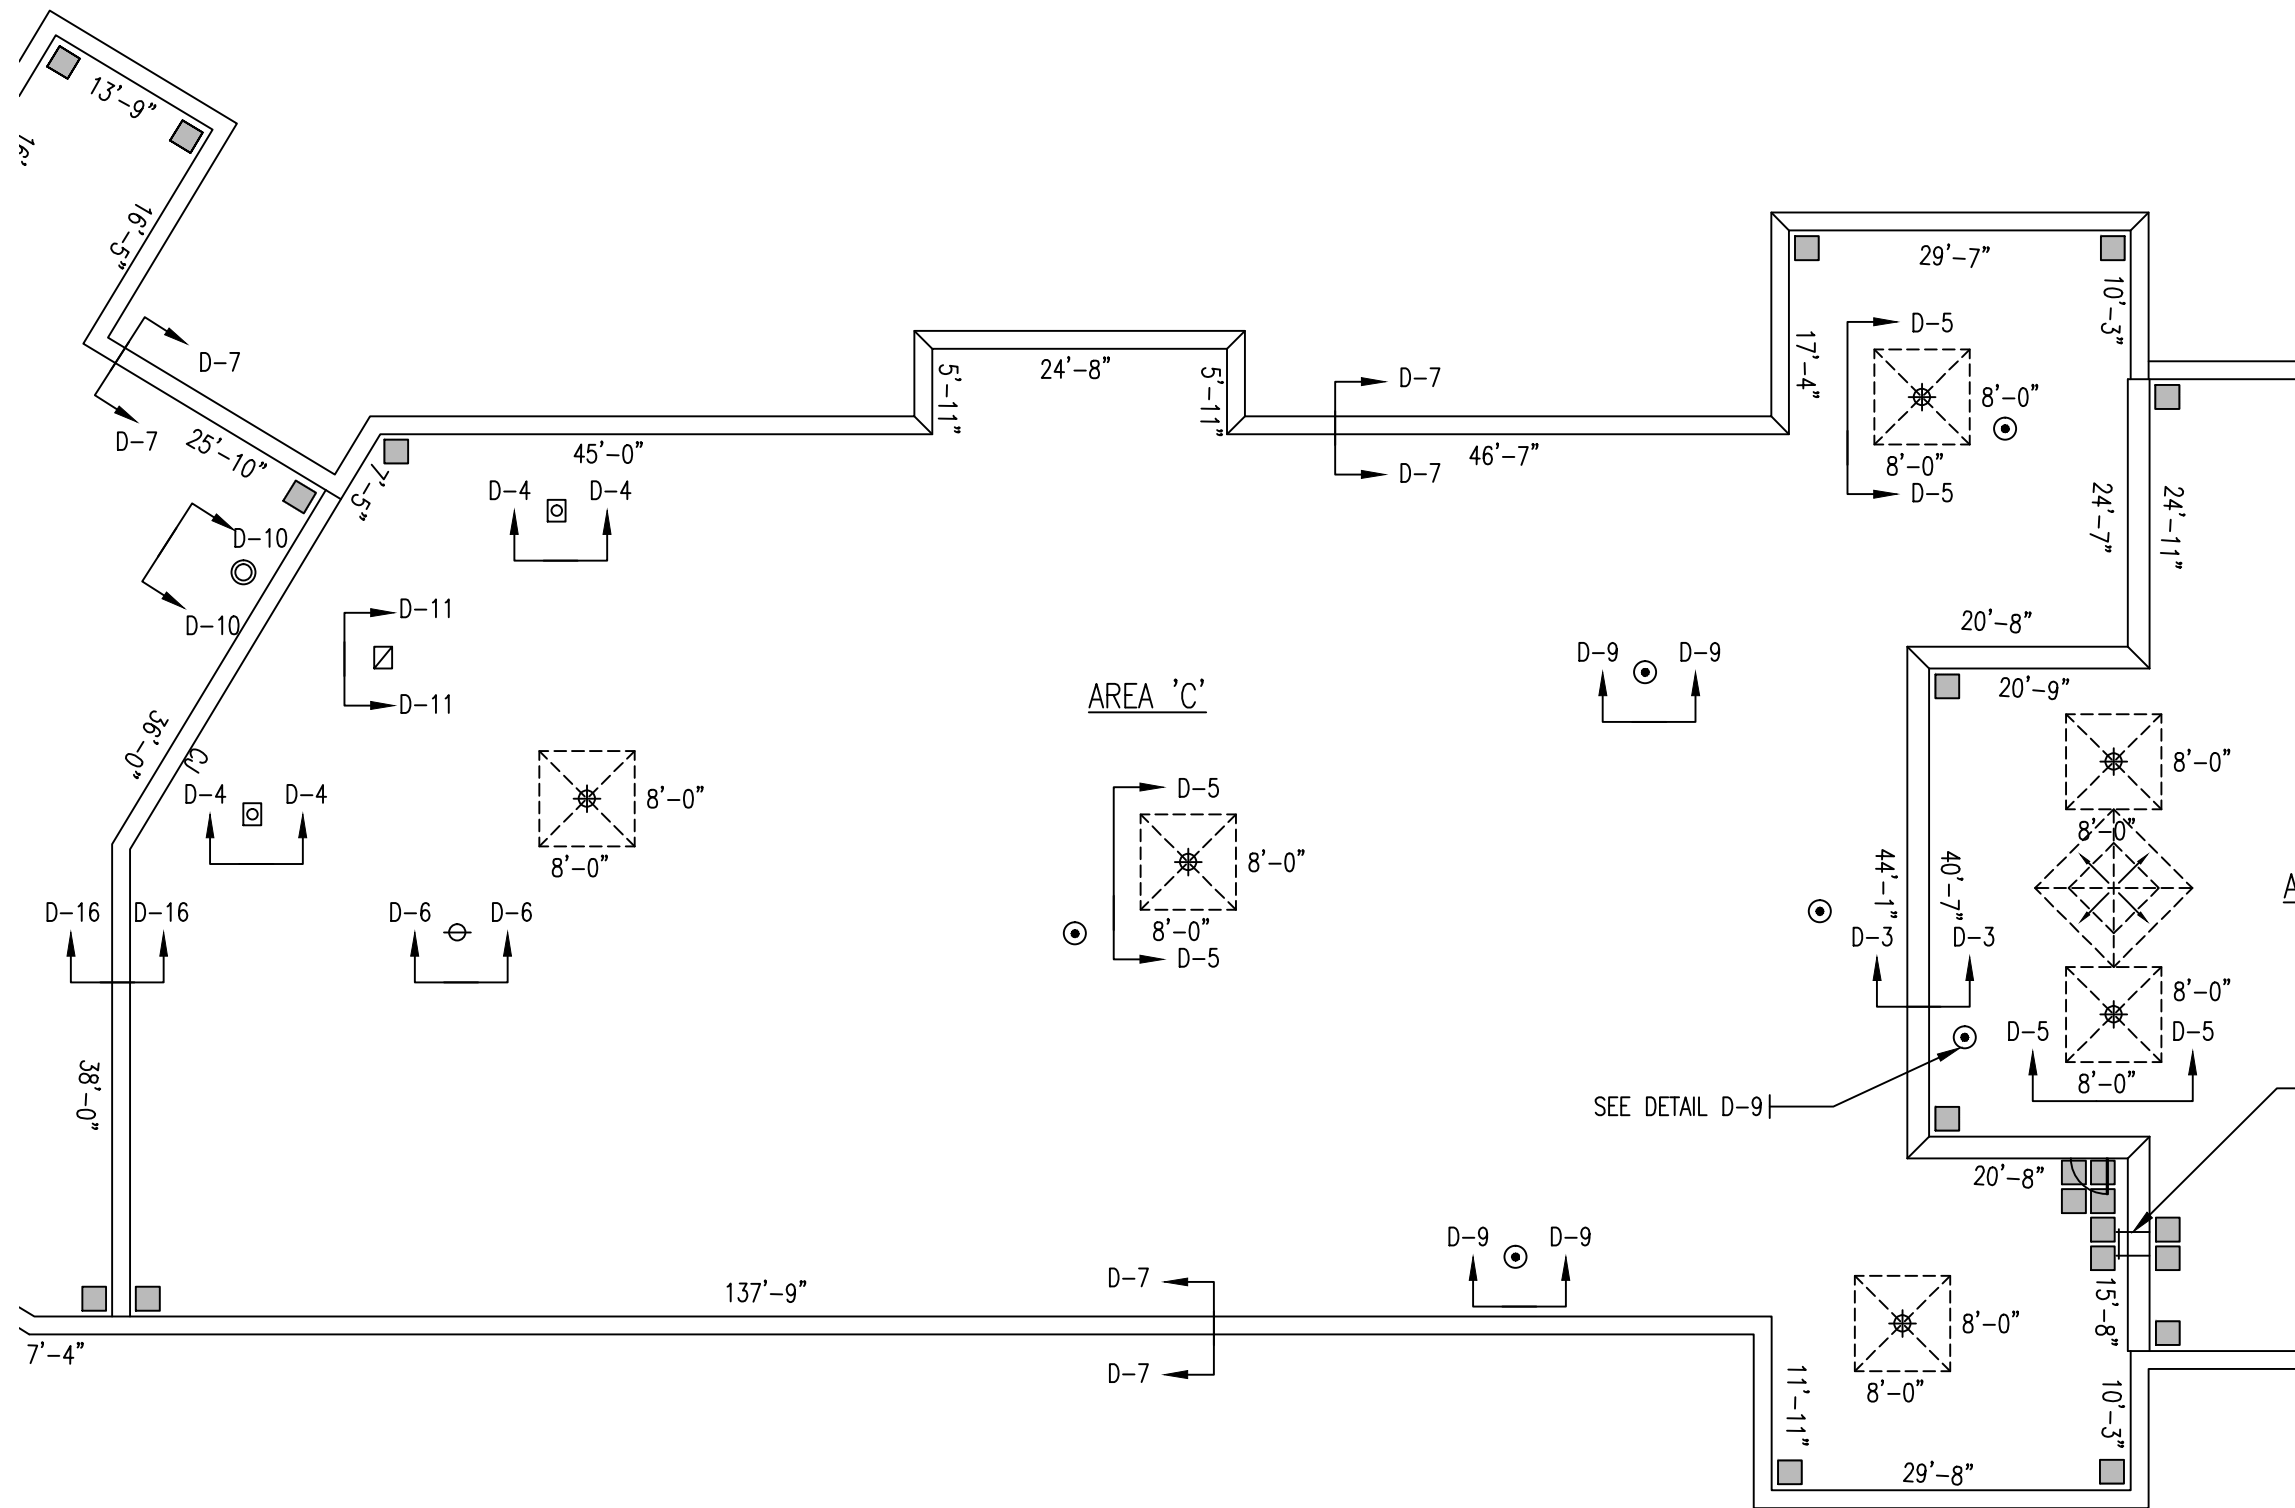 13'-9"
16'
16'-5"
D-7
D-7
25'-10"
7'-5"
45'-0"
5'-11"
24'-8"
5'-11"
D-7
D-7
46'-7"
29'-7"
10'-3"
17'-4"
D-5
8'-0"
8'-0"
D-5
24'-7"
24'-11"
D-4
D-4
D-10
D-10
D-11
D-11
20'-8"
20'-9"
D-9
D-9
AREA 'C'
36'-0"
CJ
D-4
D-4
8'-0"
8'-0"
D-5
8'-0"
8'-0"
D-5
8'-0"
8'-0"
44'-1"
40'-7"
D-3
D-3
A
D-16
D-16
D-6
D-6
8'-0"
D-5
D-5
8'-0"
38'-0"
SEE DETAIL D-9
20'-8"
D-9
D-9
137'-9"
D-7
D-7
8'-0"
8'-0"
15'-8"
7'-4"
11'-11"
10'-3"
29'-8"